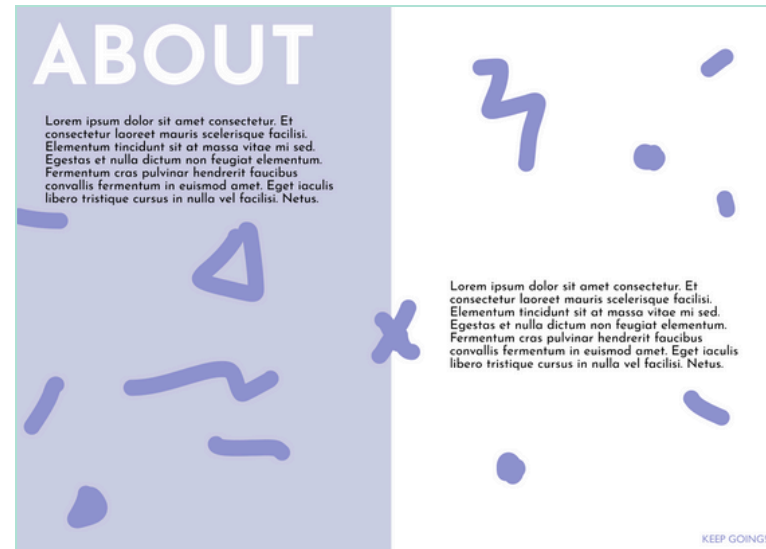 ABOUT
Lorem ipsum dolor sit amet consectetur. Et
consectetur laoreet mauris scelerisque facilisi.
Elementum tincidunt sit at massa vitae mi sed.
Egestas et nulla dictum non feugiat elementum.
Fermentum cras pulvinar hendrerit faucibus
convallis fermentum in euismod amet. Eget iaculis
libero tristique cursus in nulla vel facilisi. Netus.
Lorem ipsum dolor sit amet consectetur. Et
consectetur laoreet mauris scelerisque facilisi.
Elementum tincidunt sit at massa vitae mi sed.
Egestas et nulla dictum non feugiat elementum.
Fermentum cras pulvinar hendrerit faucibus
convallis fermentum in euismod amet. Eget iaculis
libero tristique cursus in nulla vel facilisi. Netus.
KEEP GOING!